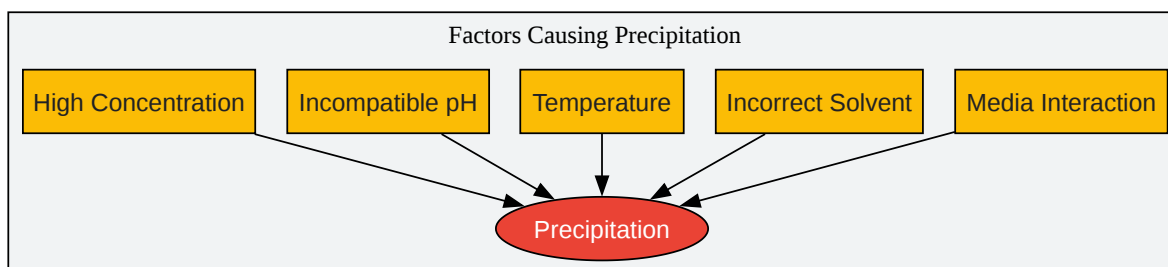 Factors Causing Precipitation
High Concentration
Incompatible pH
Temperature
Incorrect Solvent
Media Interaction
Precipitation